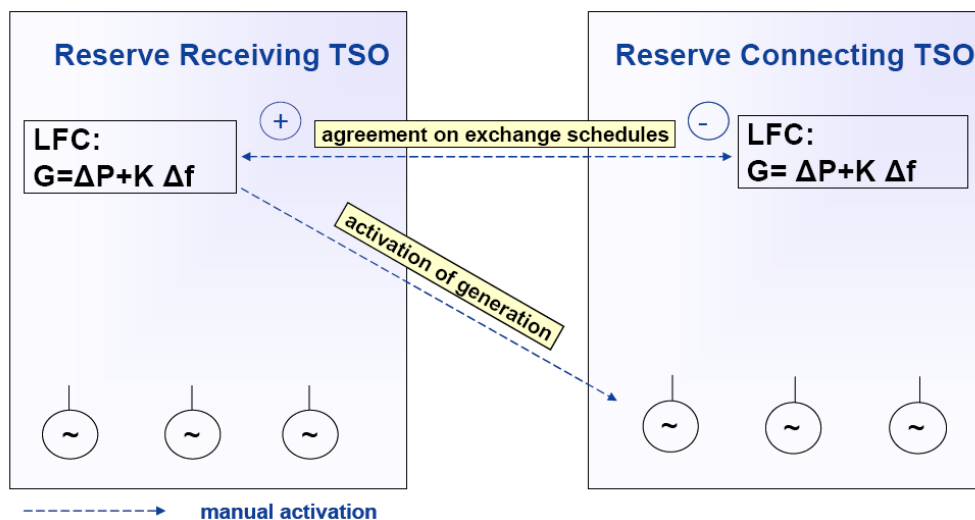 Reserve Receiving TSO
Reserve Connecting TSO
+
-
agreement on exchange schedules
LFC:
G=ΔP+K Δf
LFC:
G= ΔP+K Δf
activation of generation
~
~
~
~
~
~
manual activation